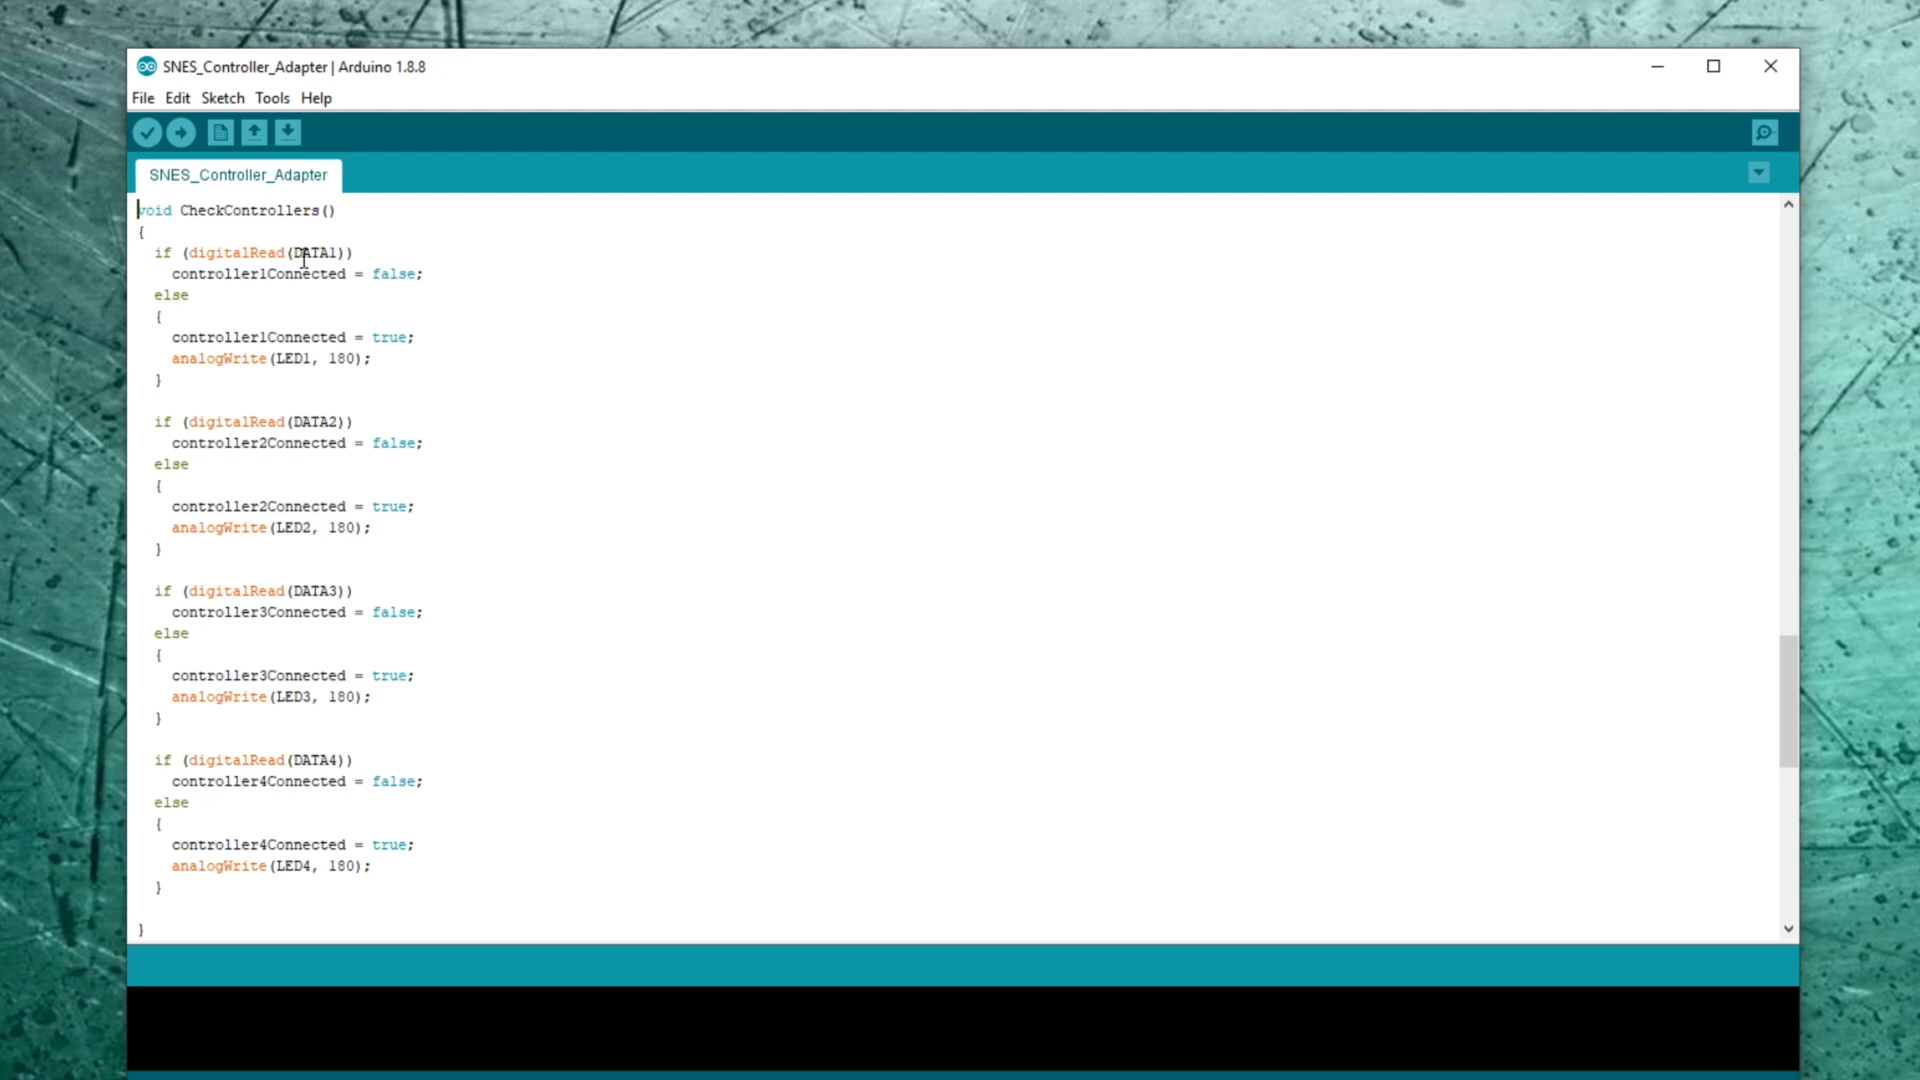 SNES_Controller_Adapter | Arduino 1.8.8
File Edit Sketch Tools Help
SNES_Controller_Adapter
void CheckControllers()
{
if (digitalRead(DATA1))
controller1Connected = false;
else
{
controller1Connected = true;
analogWrite(LED1, 180);
}
if (digitalRead(DATA2))
controller2Connected = false;
else
{
controller2Connected = true;
analogWrite(LED2, 180);
}
if (digitalRead(DATA3))
controller3Connected = false;
else
{
controller3Connected = true;
analogWrite(LED3, 180);
}
if (digitalRead(DATA4))
controller4Connected = false;
else
{
controller4Connected = true;
analogWrite(LED4, 180);
}
}